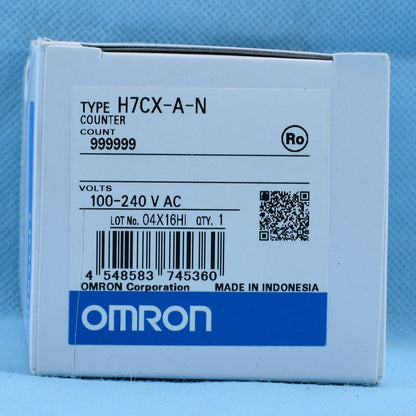 TYPE H7CX-A-N
COUNTER
COUNT
999999
Ro
VOLTS
100-240 V AC
LOT No. 04X16HI QTY. 1
4 548583 745360
OMRON Corporation MADE IN INDONESIA
OMRON